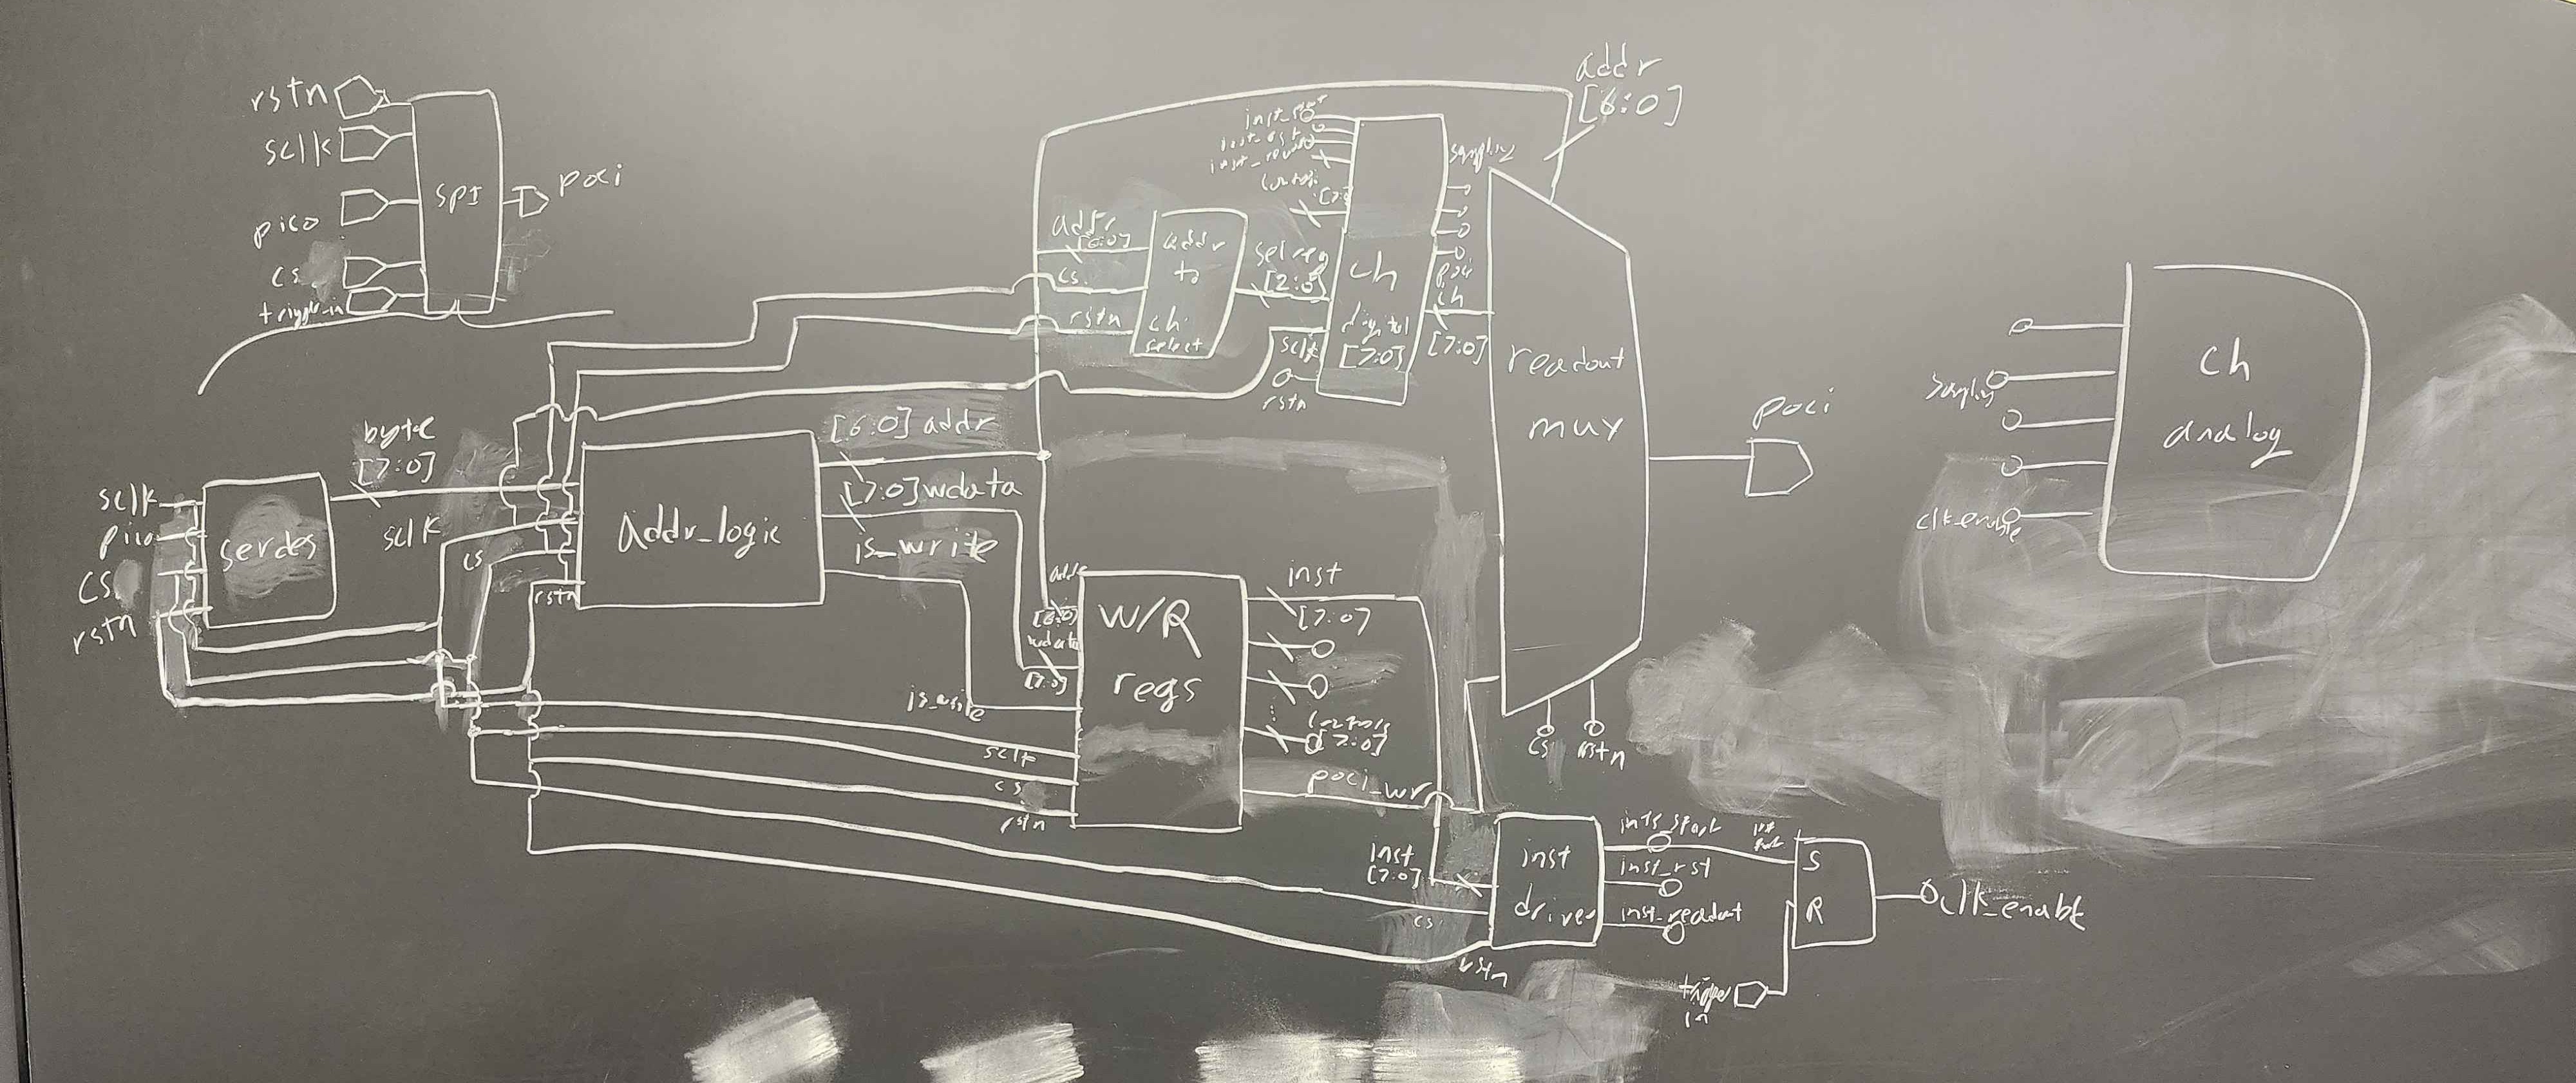 rstn
sclk
pico
cs
trigger_in
SPI
poci
addr
[6:0]
inst_rst
inst_readout
[7:0]
sampling
addr
[6:0]
cs
rstn
addr
to
ch
select
sel reg
[2:0]
sclk
rstn
ch
digital
[7:0]
poci
ch
[7:0]
readout
mux
poci
cs
rstn
sampling
clk_enable
ch
analog
sclk
pico
cs
rstn
serdes
byte
[7:0]
sclk
cs
rstn
addr_logic
[6:0] addr
[7:0] wdata
is_write
addr
[6:0]
wdata
[7:0]
is_write
sclk
cs
rstn
W/R
regs
inst
[7:0]
controls
[7:0]
poci_wr
inst
[7:0]
cs
rstn
inst
driver
ints_start
inst_rst
inst_readout
S
R
clk_enable
trigger
in